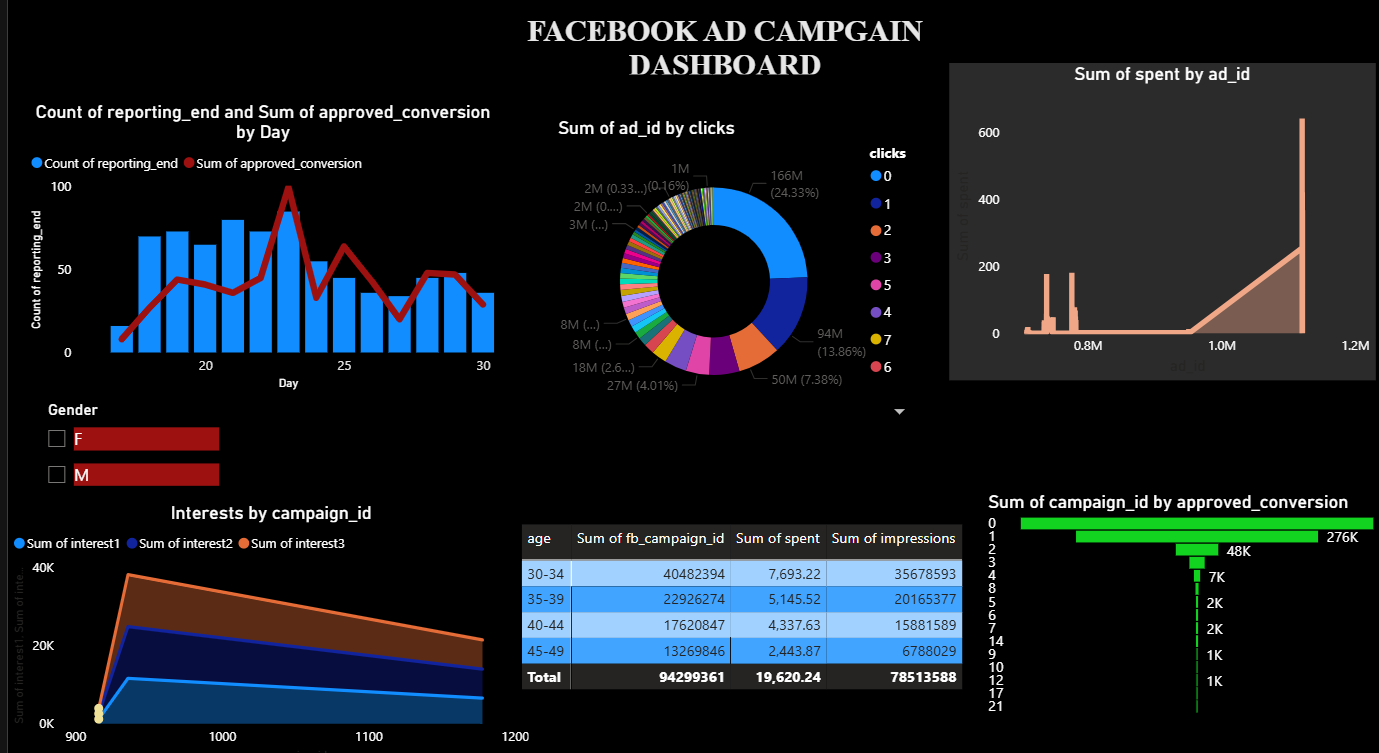 FACEBOOK AD CAMPGAIN
DASHBOARD
Count of reporting_end and Sum of approved_conversion
by Day
Count of reporting_end Sum of approved_conversion
100
50
0
Count of reporting_end
20 25 30
Day
Sum of ad_id by clicks
1M
(0.16%)
166M
(24.33%)
2M (0.33...)
2M (0....)
3M (...)
8M (...)
8M (...)
18M (2.6...)
27M (4.01%)
50M (7.38%)
94M
(13.86%)
clicks
0
1
2
3
5
4
7
6
Sum of spent by ad_id
600
400
200
0
Sum of spent
0.8M 1.0M 1.2M
ad_id
Gender
F
M
Interests by campaign_id
Sum of interest1 Sum of interest2 Sum of interest3
40K
20K
0K
Sum of interest1, Sum of inte...
900 1000 1100 1200
age Sum of fb_campaign_id Sum of spent Sum of impressions
30-34 40482394 7,693.22 35678593
35-39 22926274 5,145.52 20165377
40-44 17620847 4,337.63 15881589
45-49 13269846 2,443.87 6788029
Total 94299361 19,620.24 78513588
Sum of campaign_id by approved_conversion
0
1 276K
2 48K
3
4 7K
8
5 2K
6
7 2K
14
9 1K
10
12 1K
17
21